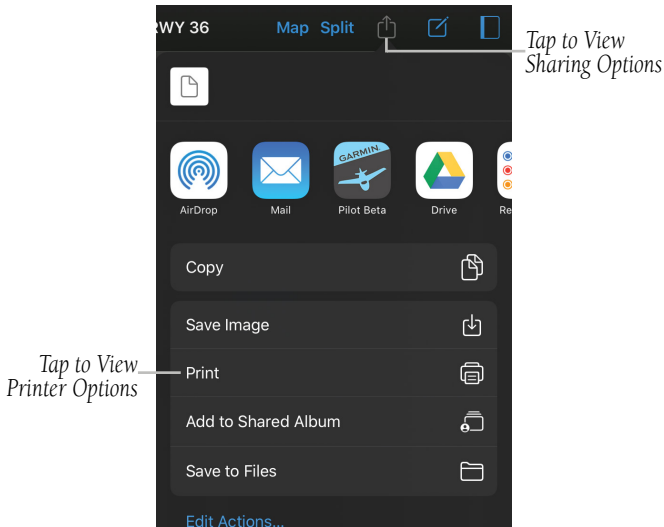 RWY 36 Map Split
Tap to View
Sharing Options
GARMIN.
AirDrop Mail Pilot Beta Drive Re
Copy
Save Image
Tap to View
Printer Options
Print
Add to Shared Album
Save to Files
Edit Actions...